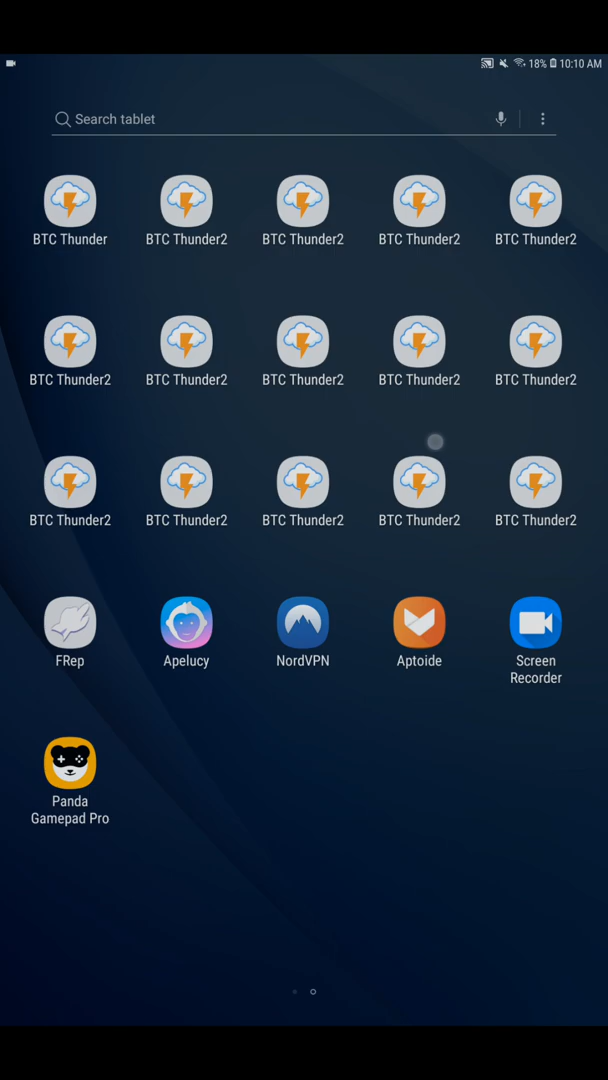 18% 10:10 AM
Search tablet
BTC Thunder BTC Thunder2 BTC Thunder2 BTC Thunder2 BTC Thunder2
BTC Thunder2 BTC Thunder2 BTC Thunder2 BTC Thunder2 BTC Thunder2
BTC Thunder2 BTC Thunder2 BTC Thunder2 BTC Thunder2 BTC Thunder2
FRep Apelucy NordVPN Aptoide Screen
Recorder
Panda
Gamepad Pro